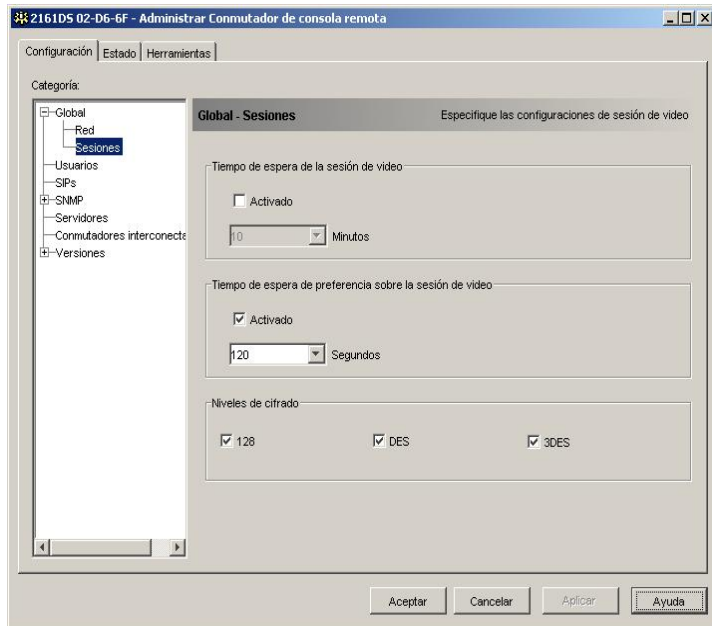 2161DS 02-D6-6F - Administrar Conmutador de consola remota
Configuración Estado Herramientas
Categoría:
Global
Red
Sesiones
Usuarios
SIPs
SNMP
Servidores
Conmutadores interconecta
Versiones
Global - Sesiones Especifique las configuraciones de sesión de video
Tiempo de espera de la sesión de video
Activado
10 Minutos
Tiempo de espera de preferencia sobre la sesión de video
Activado
120 Segundos
Niveles de cifrado
128 DES 3DES
Aceptar Cancelar Aplicar Ayuda